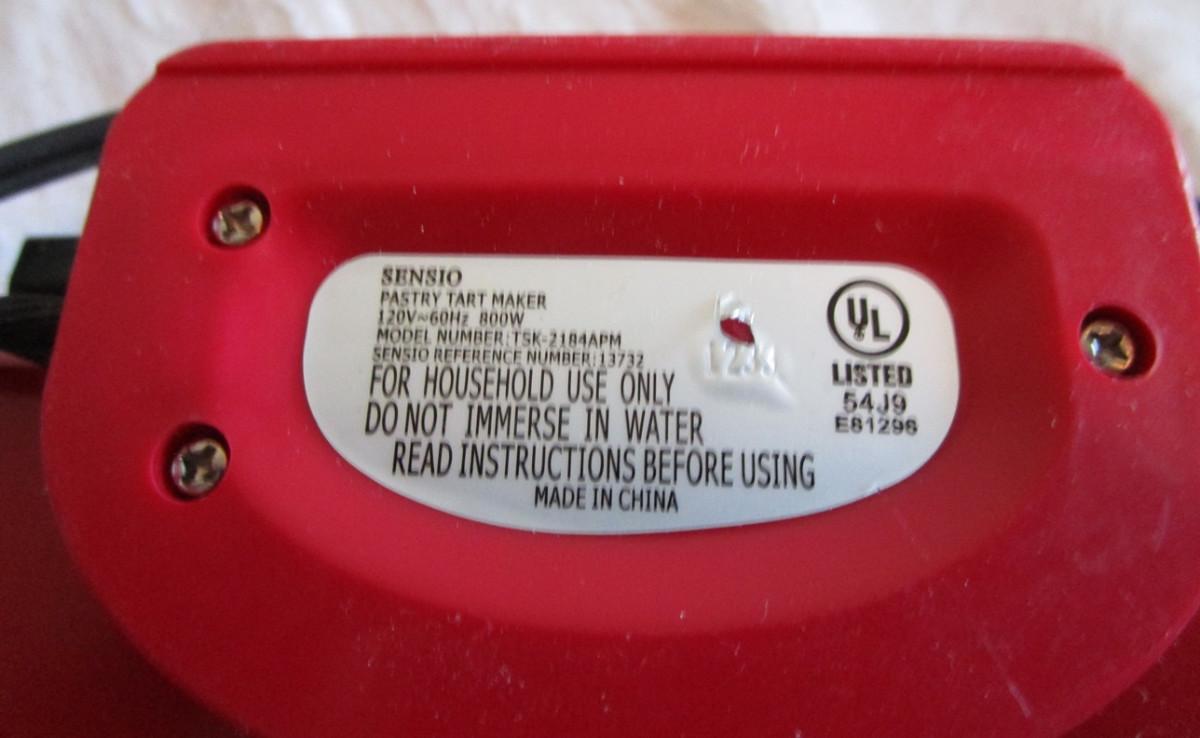 SENSIO
PASTRY TART MAKER
120V~60Hz 800W
MODEL NUMBER:TSK-2184APM
SENSIO REFERENCE NUMBER:13732
FOR HOUSEHOLD USE ONLY
DO NOT IMMERSE IN WATER
READ INSTRUCTIONS BEFORE USING
MADE IN CHINA
UL
LISTED
54J9
E61296